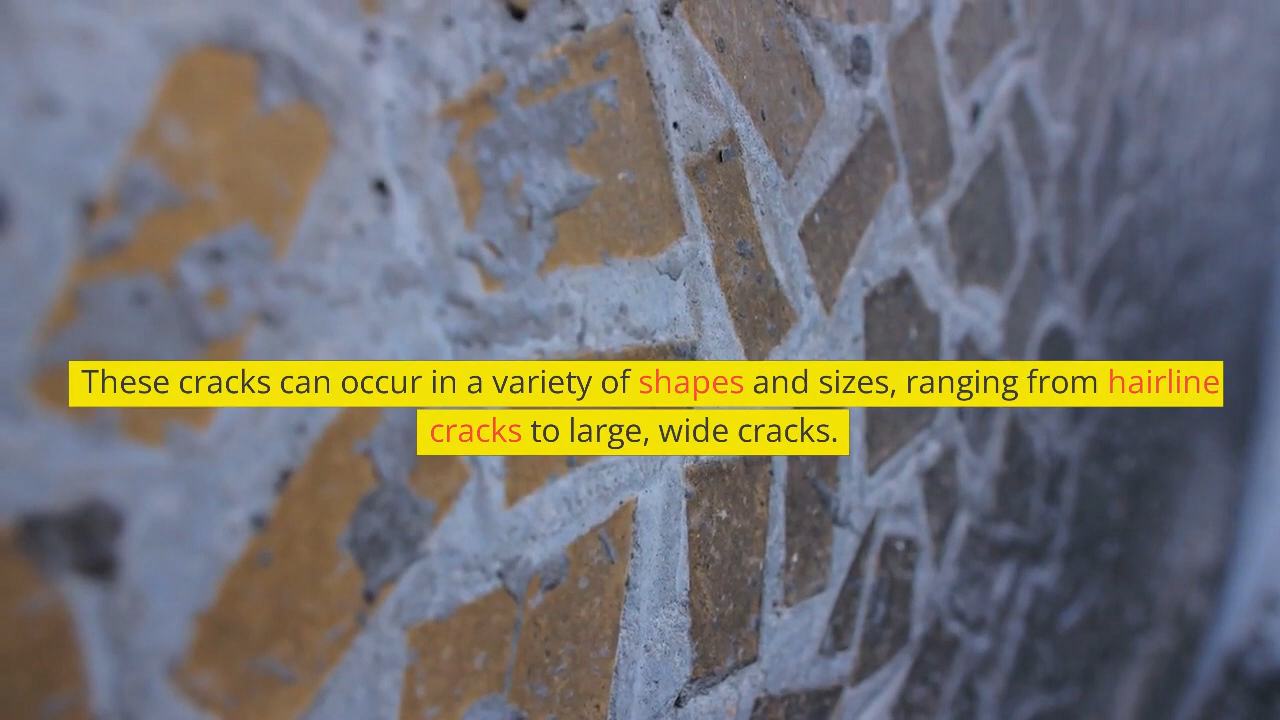 These cracks can occur in a variety of shapes and sizes, ranging from hairline
cracks to large, wide cracks.